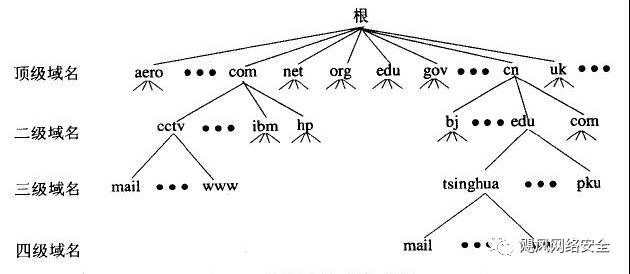 根
顶级域名 aero ••• com net org edu gov ••• cn uk •••
二级域名 cctv ••• ibm hp bj ••• edu com
三级域名 mail ••• www tsinghua ••• pku
四级域名 mail •••
飓风网络安全